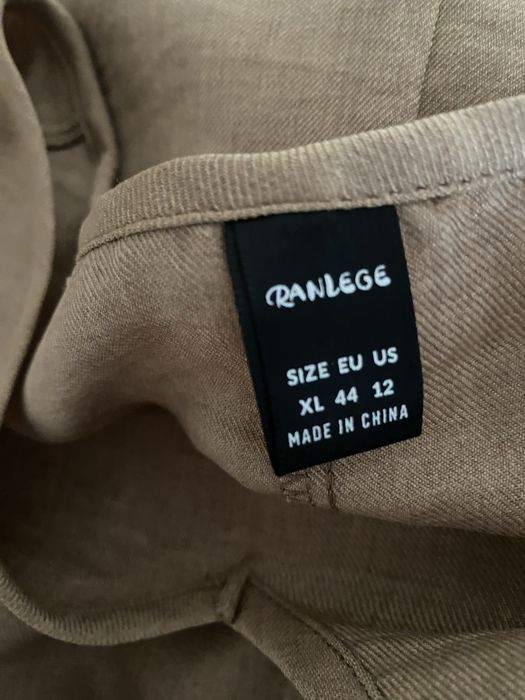 RANLEGE
SIZE EU US
XL 44 12
MADE IN CHINA